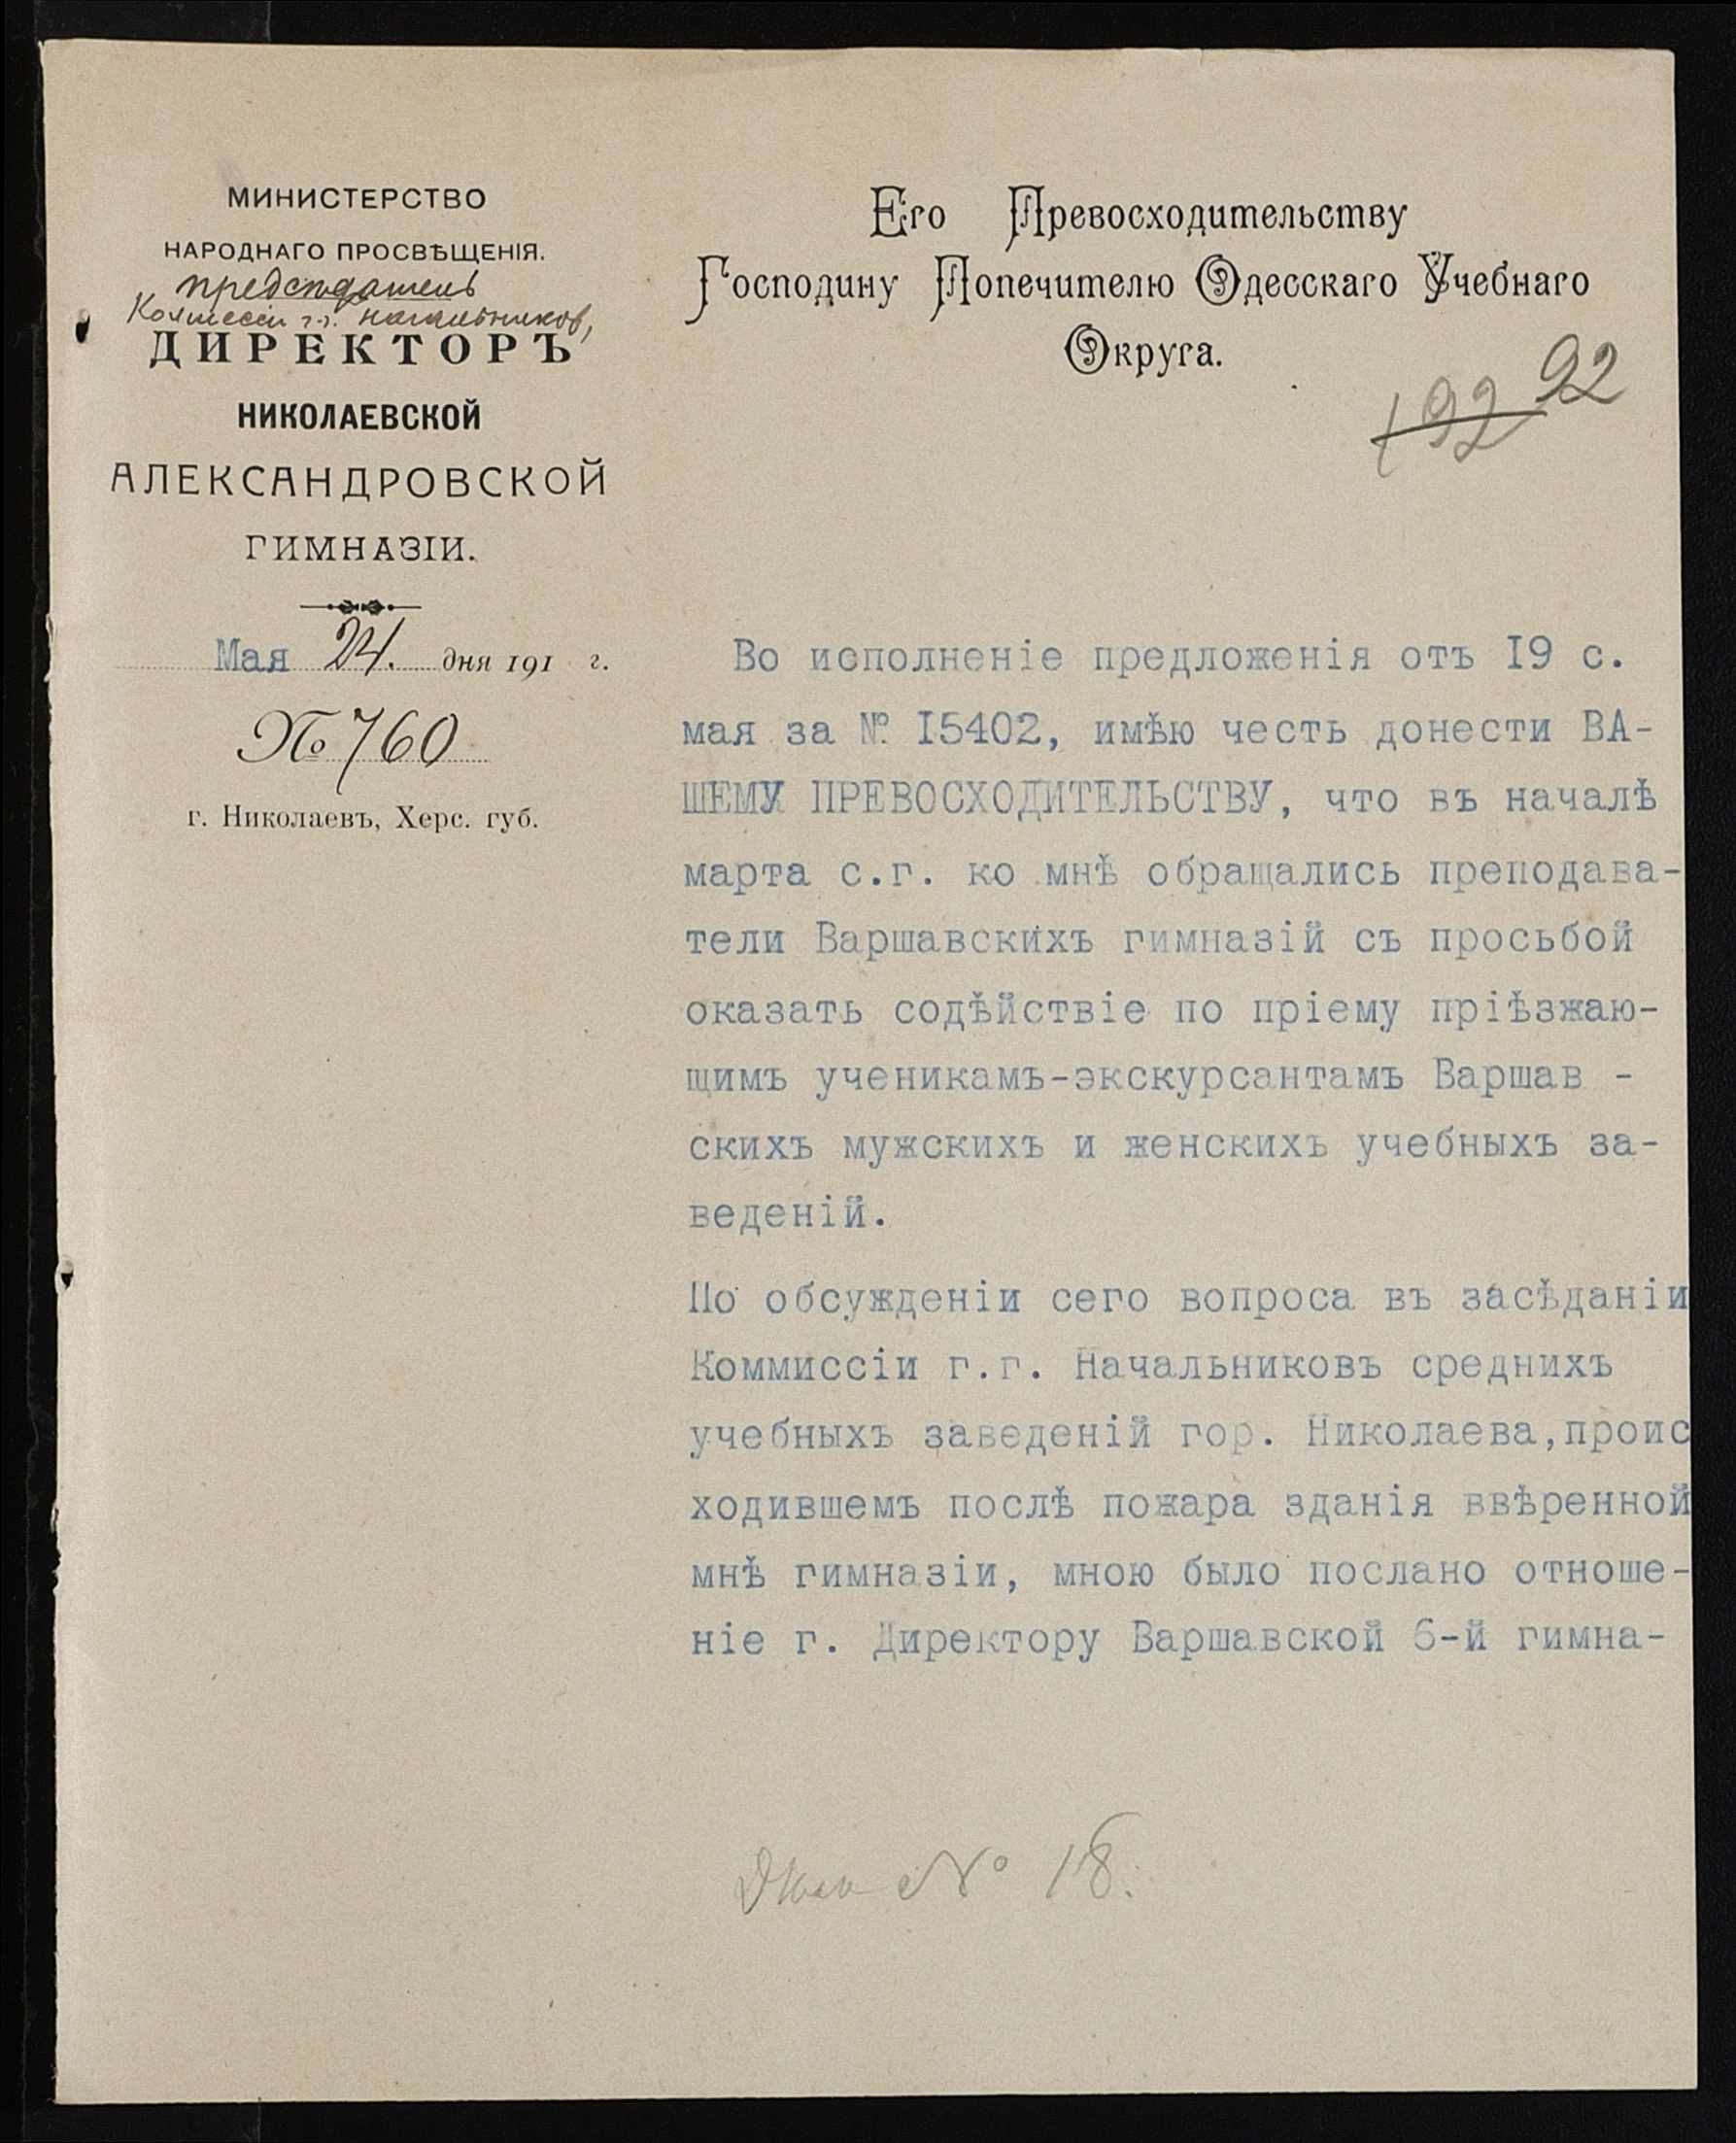 МИНИСТЕРСТВО
НАРОДНАГО ПРОСВѢЩЕНІЯ.
председатель
Коммессіи г.г. начальников,
ДИРЕКТОРЪ
НИКОЛАЕВСКОЙ
АЛЕКСАНДРОВСКОЙ
ГИМНАЗІИ.
Мая 24. дня 191 г.
№ 760
г. Николаевъ, Херс. губ.
Его Превосходительству
Господину Попечителю Одесскаго Учебнаго
Округа.
192 92
Во исполненіе предложенія отъ I9 с.
мая за № I5402, имѣю честь донести ВА-
ШЕМУ ПРЕВОСХОДИТЕЛЬСТВУ, что въ началѣ
марта с.г. ко мнѣ обращались преподава-
тели Варшавскихъ гимназій съ просьбой
оказать содѣйствіе по пріему пріѣзжаю-
щимъ ученикамъ-экскурсантамъ Варшав -
скихъ мужскихъ и женскихъ учебныхъ за-
веденій.
По обсужденіи сего вопроса въ засѣданіи
Коммиссіи г.г. Начальниковъ среднихъ
учебныхъ заведеній гор. Николаева,проис
ходившемъ послѣ пожара зданія ввѣренной
мнѣ гимназіи, мною было послано отноше-
ніе г. Директору Варшавской 6-й гимна-
№ 18.